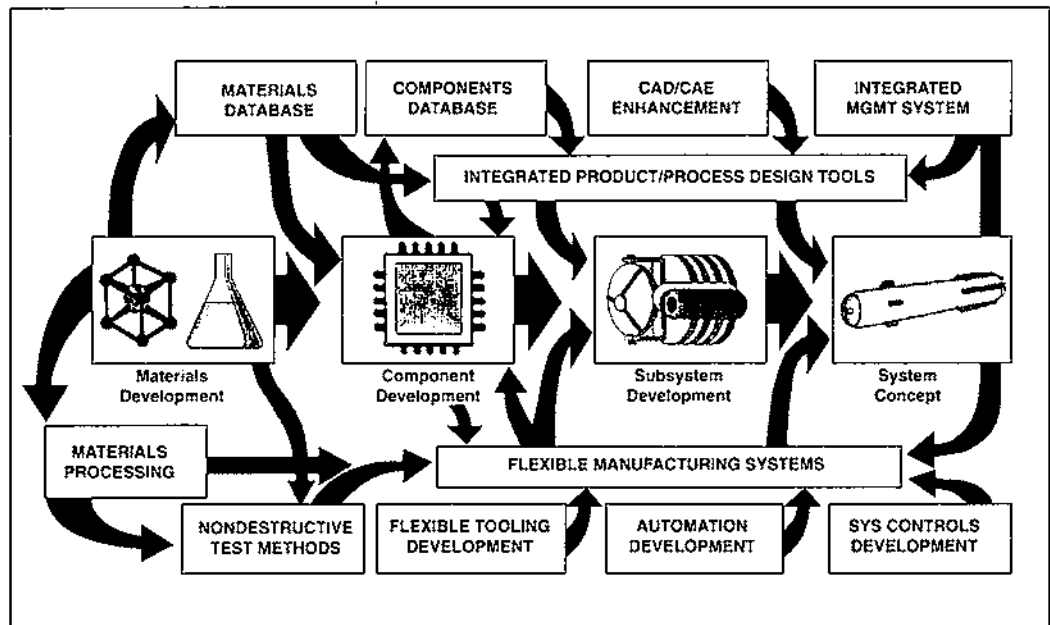 MATERIALS
DATABASE
COMPONENTS
DATABASE
CAD/CAE
ENHANCEMENT
INTEGRATED
MGMT SYSTEM
INTEGRATED PRODUCT/PROCESS DESIGN TOOLS
Materials
Development
Component
Development
Subsystem
Development
System
Concept
MATERIALS
PROCESSING
FLEXIBLE MANUFACTURING SYSTEMS
NONDESTRUCTIVE
TEST METHODS
FLEXIBLE TOOLING
DEVELOPMENT
AUTOMATION
DEVELOPMENT
SYS CONTROLS
DEVELOPMENT